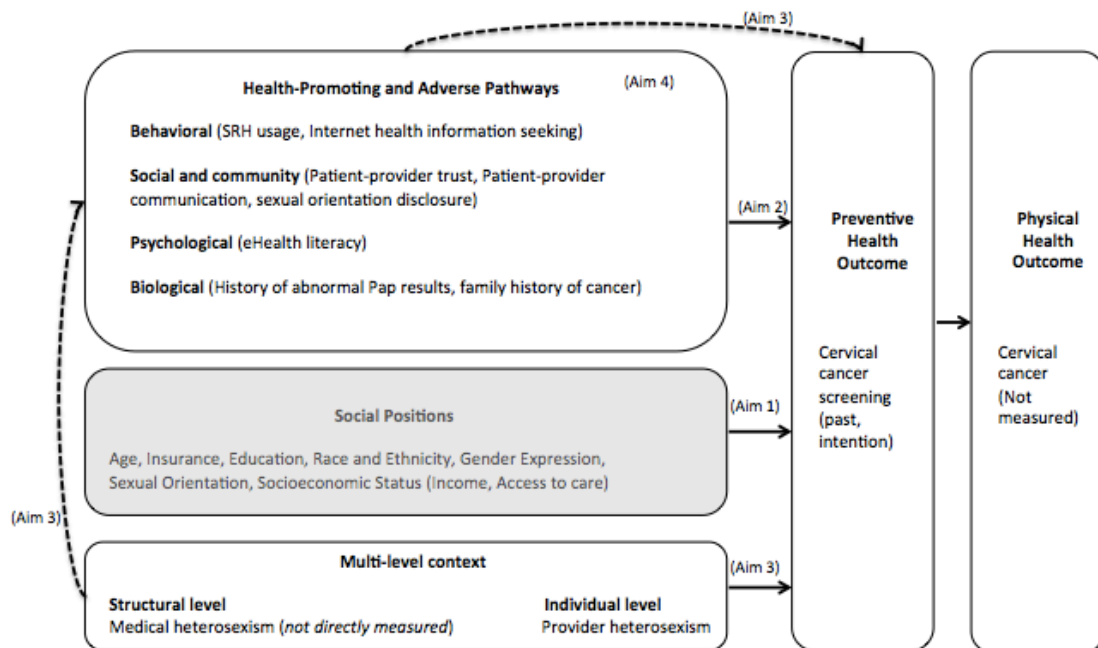 (Aim 3)
Health-Promoting and Adverse Pathways
(Aim 4)
Behavioral (SRH usage, Internet health information seeking)
Social and community (Patient-provider trust, Patient-provider
communication, sexual orientation disclosure)
Psychological (eHealth literacy)
Biological (History of abnormal Pap results, family history of cancer)
(Aim 2)
Social Positions
Age, Insurance, Education, Race and Ethnicity, Gender Expression,
Sexual Orientation, Socioeconomic Status (Income, Access to care)
(Aim 1)
(Aim 3)
Multi-level context
Structural level
Medical heterosexism (not directly measured)
Individual level
Provider heterosexism
(Aim 3)
Preventive
Health
Outcome
Cervical
cancer
screening
(past,
intention)
Physical
Health
Outcome
Cervical
cancer
(Not
measured)